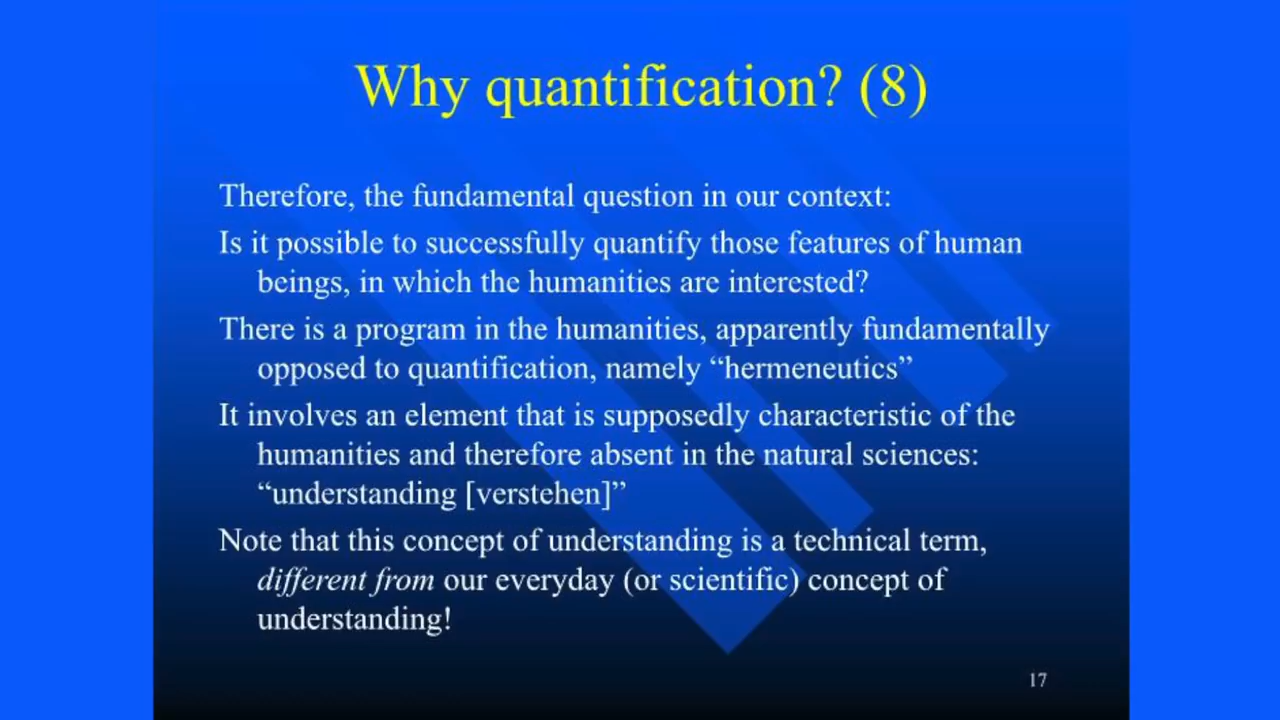 Why quantification? (8)
Therefore, the fundamental question in our context:
Is it possible to successfully quantify those features of human
beings, in which the humanities are interested?
There is a program in the humanities, apparently fundamentally
opposed to quantification, namely “hermeneutics”
It involves an element that is supposedly characteristic of the
humanities and therefore absent in the natural sciences:
“understanding [verstehen]”
Note that this concept of understanding is a technical term,
different from our everyday (or scientific) concept of
understanding!
17